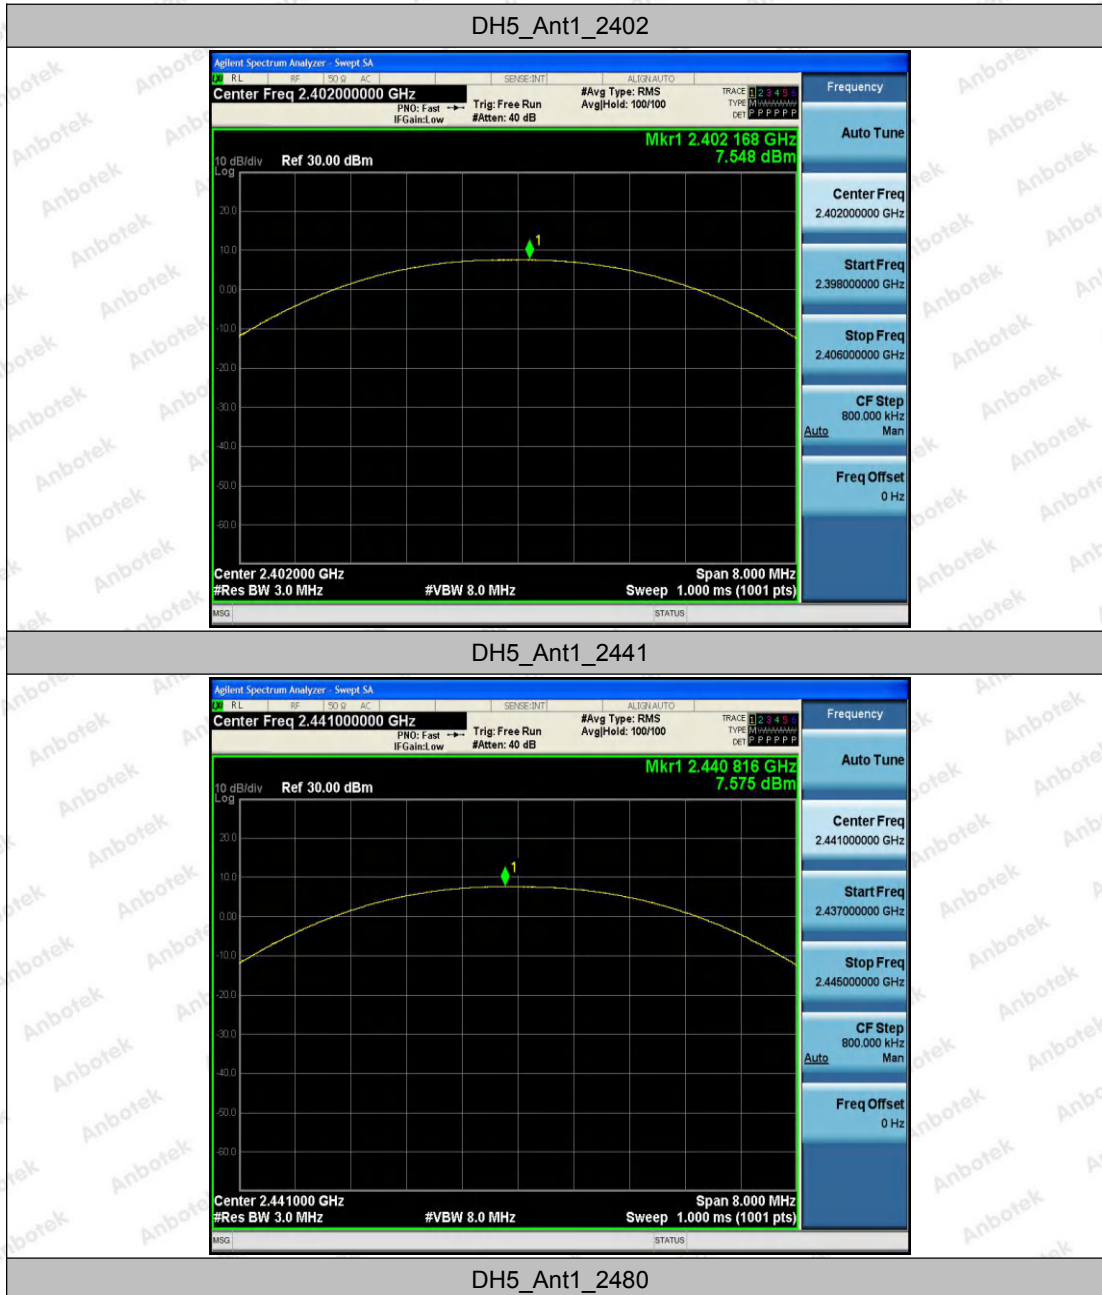 DH5_Ant1_2402
Agilent Spectrum Analyzer - Swept SA
RL RF 50 Ω AC SENSE:INT ALIGN AUTO
Center Freq 2.402000000 GHz
PNO: Fast
IFGain:Low
Trig: Free Run
#Atten: 40 dB
#Avg Type: RMS
Avg|Hold: 100/100
TRACE 1 2 3 4 5 6
TYPE M
DET P P P P P P
Mkr1 2.402 168 GHz
7.548 dBm
10 dB/div Ref 30.00 dBm
Log
20.0
10.0
0.00
-10.0
-20.0
-30.0
-40.0
-50.0
-60.0
1
Center 2.402000 GHz
Span 8.000 MHz
#Res BW 3.0 MHz #VBW 8.0 MHz Sweep 1.000 ms (1001 pts)
MSG STATUS
Frequency
Auto Tune
Center Freq
2.402000000 GHz
Start Freq
2.398000000 GHz
Stop Freq
2.406000000 GHz
CF Step
800.000 kHz
Auto Man
Freq Offset
0 Hz
DH5_Ant1_2441
Agilent Spectrum Analyzer - Swept SA
RL RF 50 Ω AC SENSE:INT ALIGN AUTO
Center Freq 2.441000000 GHz
PNO: Fast
IFGain:Low
Trig: Free Run
#Atten: 40 dB
#Avg Type: RMS
Avg|Hold: 100/100
TRACE 1 2 3 4 5 6
TYPE M
DET P P P P P P
Mkr1 2.440 816 GHz
7.575 dBm
10 dB/div Ref 30.00 dBm
Log
20.0
10.0
0.00
-10.0
-20.0
-30.0
-40.0
-50.0
-60.0
1
Center 2.441000 GHz
Span 8.000 MHz
#Res BW 3.0 MHz #VBW 8.0 MHz Sweep 1.000 ms (1001 pts)
MSG STATUS
Frequency
Auto Tune
Center Freq
2.441000000 GHz
Start Freq
2.437000000 GHz
Stop Freq
2.445000000 GHz
CF Step
800.000 kHz
Auto Man
Freq Offset
0 Hz
DH5_Ant1_2480
Anbotek